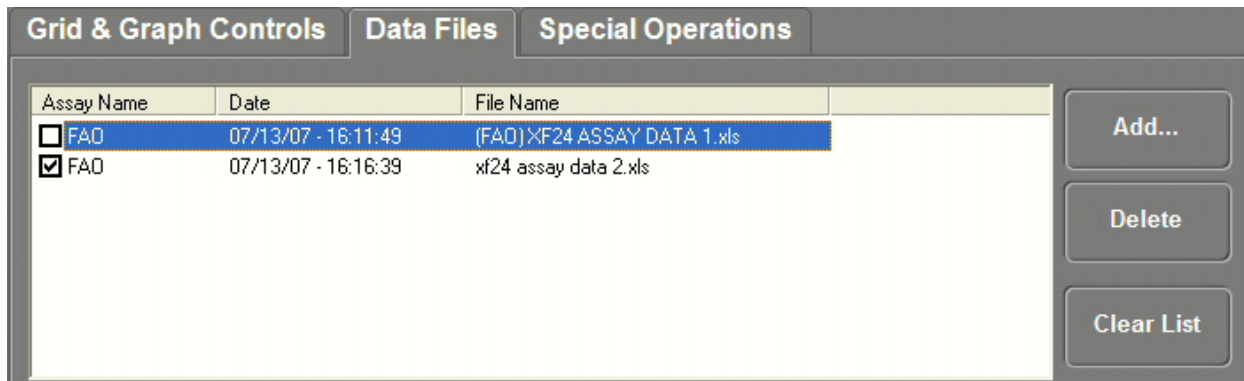 Grid & Graph Controls Data Files Special Operations
Assay Name Date File Name
FAO 07/13/07 - 16:11:49 (FAO) XF24 ASSAY DATA 1.xls
FAO 07/13/07 - 16:16:39 xf24 assay data 2.xls
Add...
Delete
Clear List